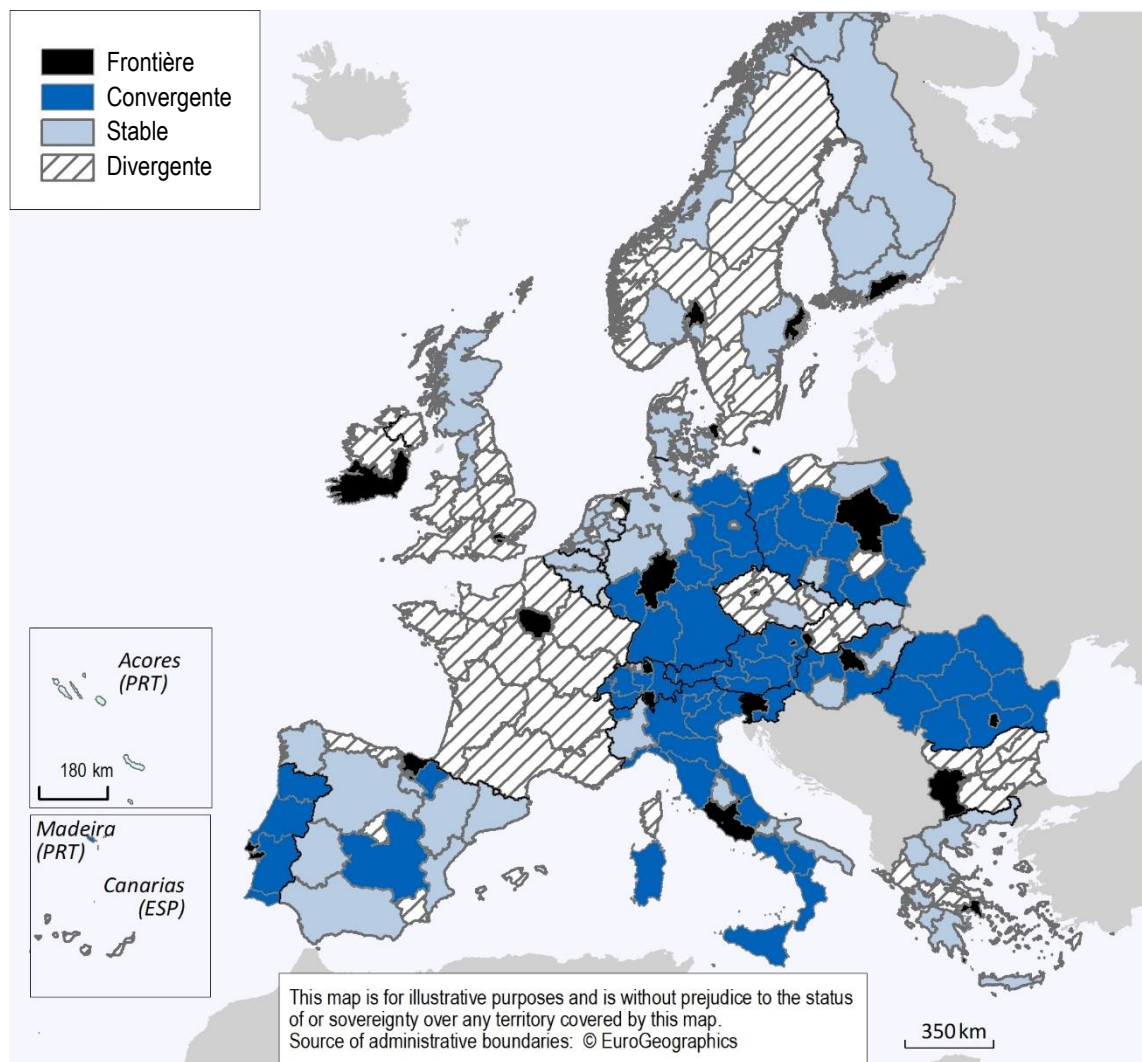 Frontière
Convergente
Stable
Divergente
Acores
(PRT)
180 km
Madeira
(PRT)
Canarias
(ESP)
This map is for illustrative purposes and is without prejudice to the status
of or sovereignty over any territory covered by this map.
Source of administrative boundaries: © EuroGeographics
350 km